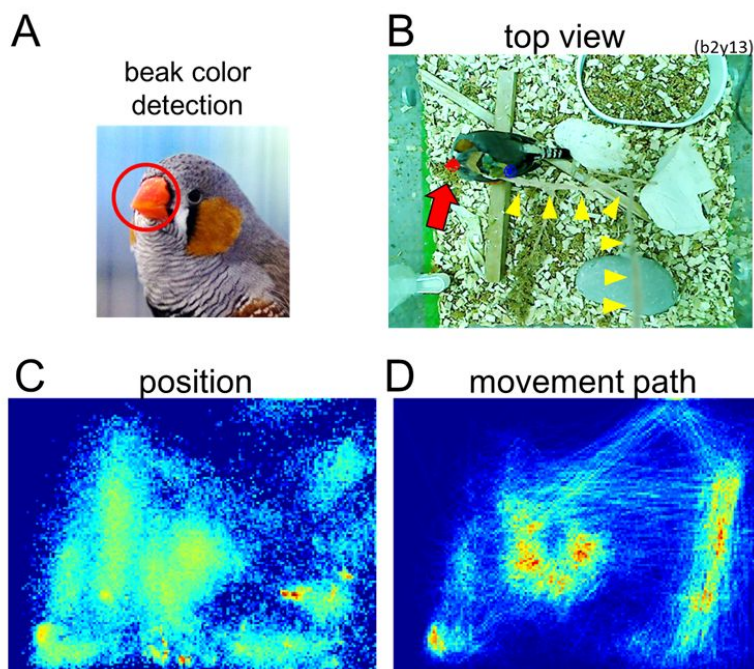 A
beak color
detection
B
top view
(b2y13)
C
position
D
movement path